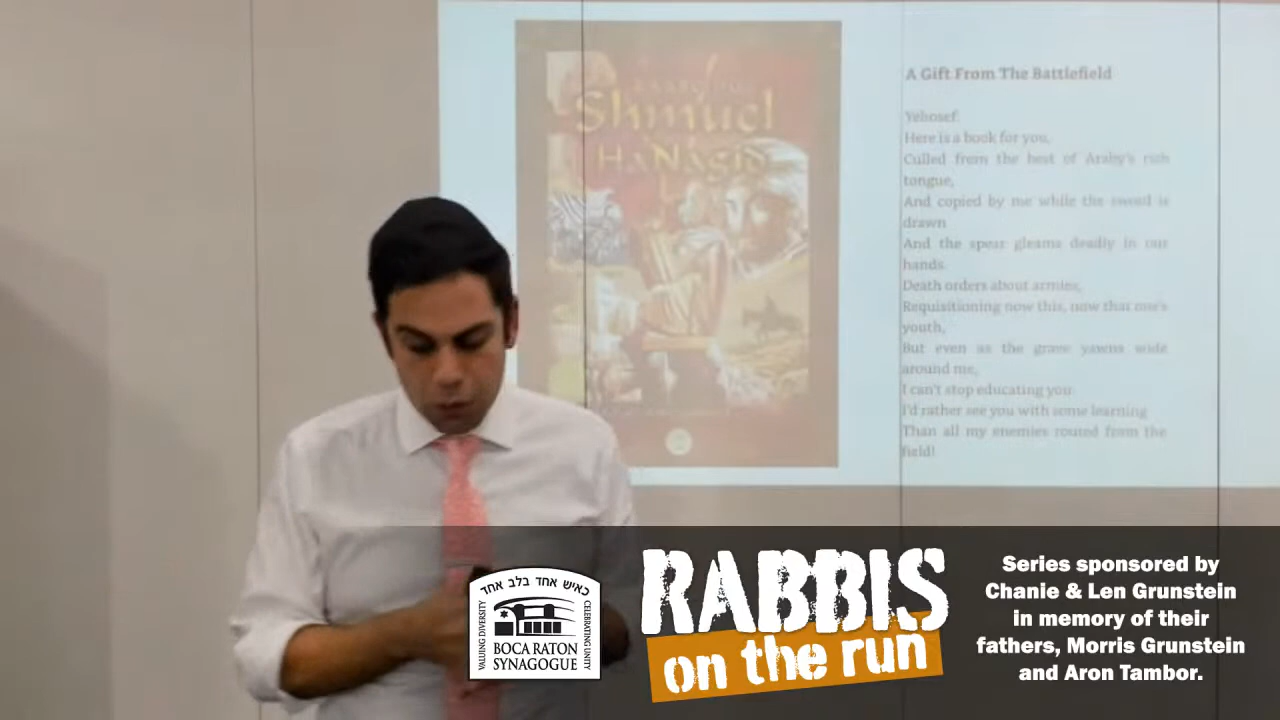 Shmuel
HaNagid
A Gift From The Battlefield
Yehosef.
Here is a book for you,
Culled from the best of Araby's rich
tongue,
And copied by me while the sword is
drawn
And the spear gleams deadly in our
hands.
Death orders about armies,
Requisitioning now this, now that one's
youth,
But even as the grave yawns wide
around me,
I can't stop educating you
I'd rather see you with some learning
Than all my enemies routed from the
field!
כאיש אחד בלב אחד
VALUING DIVERSITY
CELEBRATING UNITY
BOCA RATON
SYNAGOGUE
RABBIS
on the run
Series sponsored by
Chanie & Len Grunstein
in memory of their
fathers, Morris Grunstein
and Aron Tambor.